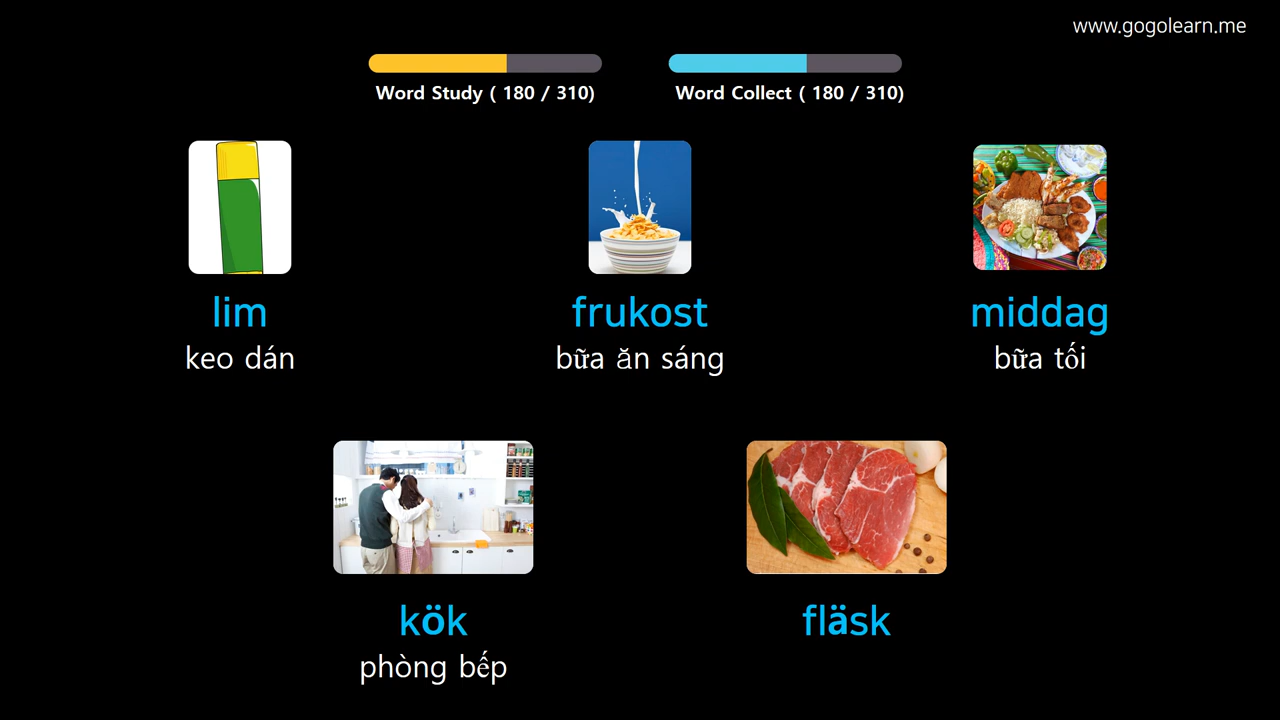 www.gogolearn.me
Word Study ( 180 / 310)
Word Collect ( 180 / 310)
lim
keo dán
frukost
bữa ăn sáng
middag
bữa tối
kök
phòng bếp
fläsk